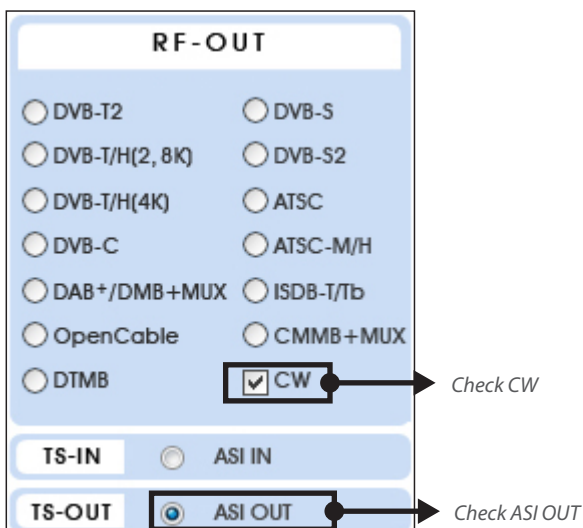 RF-OUT
DVB-T2 DVB-S
DVB-T/H(2, 8K) DVB-S2
DVB-T/H(4K) ATSC
DVB-C ATSC-M/H
DAB+/DMB+MUX ISDB-T/Tb
OpenCable CMMB+MUX
DTMB CW Check CW
TS-IN ASI IN
TS-OUT ASI OUT Check ASI OUT